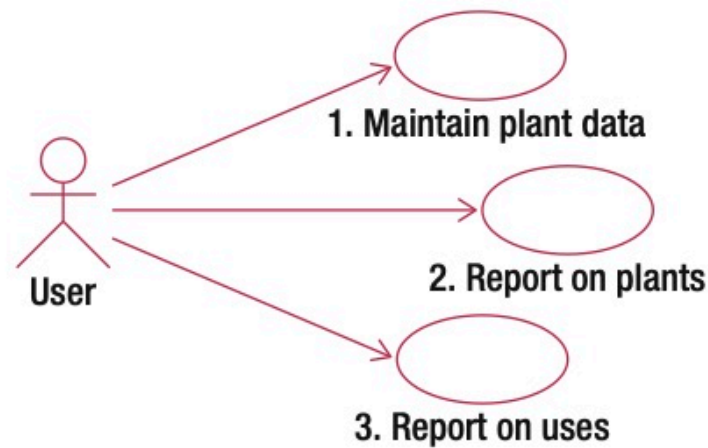 1. Maintain plant data
User
2. Report on plants
3. Report on uses